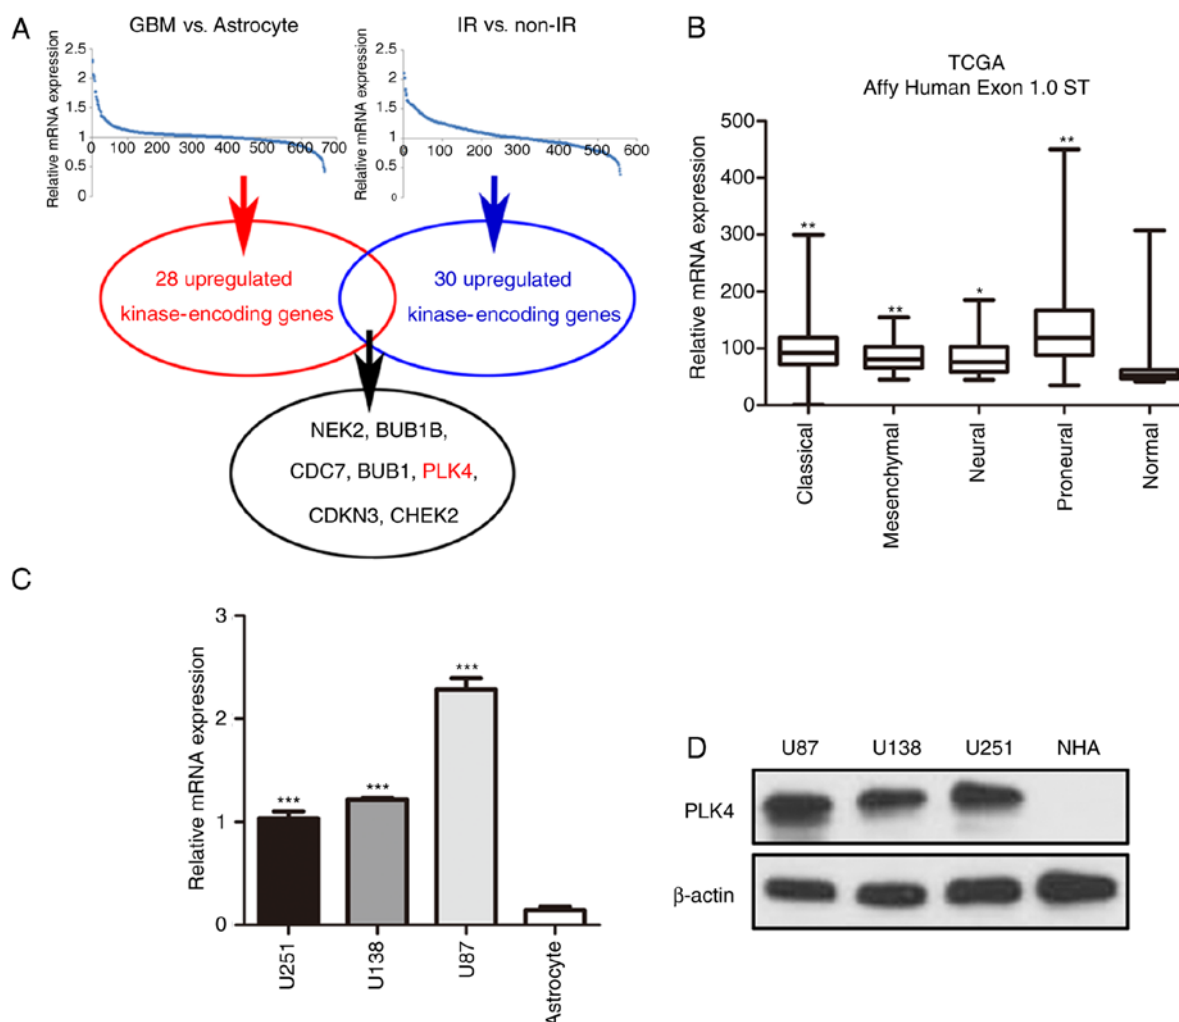 A
GBM vs. Astrocyte
Relative mRNA expression
2.5
2
1.5
1
0.5
0
0 100 200 300 400 500 600 700
IR vs. non-IR
Relative mRNA expression
2.5
2
1.5
1
0.5
0
0 100 200 300 400 500 600
28 upregulated
kinase-encoding genes
30 upregulated
kinase-encoding genes
NEK2, BUB1B,
CDC7, BUB1, PLK4,
CDKN3, CHEK2
B
TCGA
Affy Human Exon 1.0 ST
Relative mRNA expression
500
400
300
200
100
0
** ** * **
Classical
Mesenchymal
Neural
Proneural
Normal
C
Relative mRNA expression
3
2
1
0
*** *** ***
U251
U138
U87
Astrocyte
D
U87 U138 U251 NHA
PLK4
β-actin